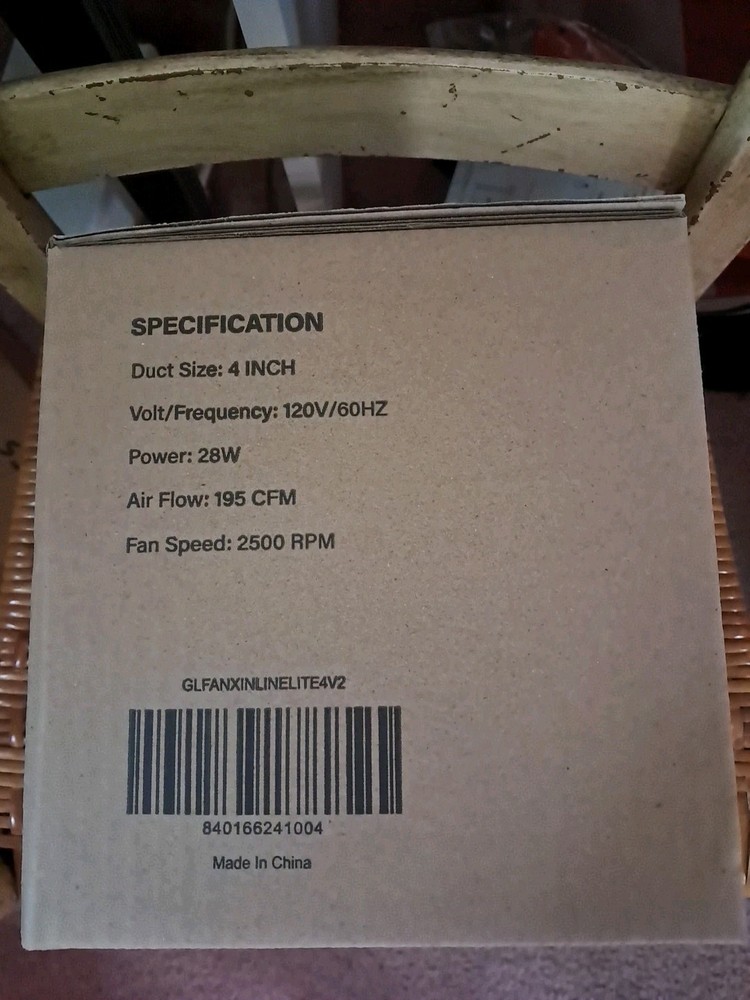 SPECIFICATION
Duct Size: 4 INCH
Volt/Frequency: 120V/60HZ
Power: 28W
Air Flow: 195 CFM
Fan Speed: 2500 RPM
GLFANXINLINELITE4V2
840166241004
Made In China